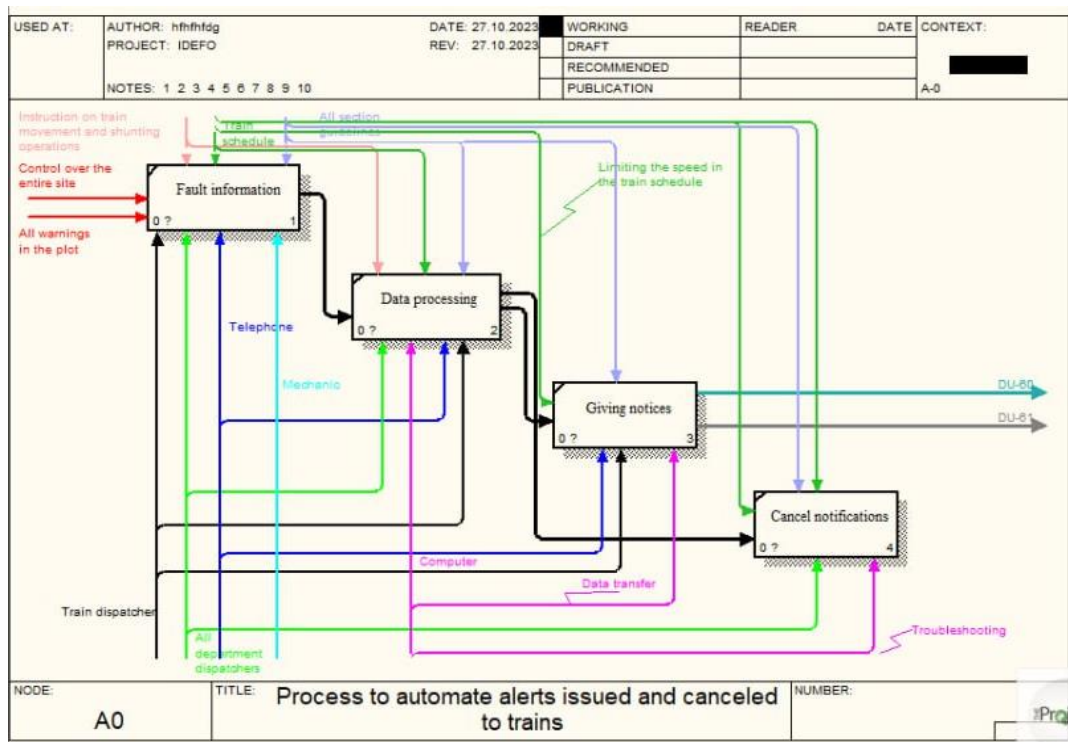 USED AT:
AUTHOR: hfhfhfdg
DATE: 27.10.2023
PROJECT: IDEFO
REV: 27.10.2023
NOTES: 1 2 3 4 5 6 7 8 9 10
WORKING
DRAFT
RECOMMENDED
PUBLICATION
READER
DATE
CONTEXT:
A-0
Instruction on train
movement and shunting
operations
Train
schedule
All section
guidelines
Control over the
entire site
All warnings
in the plot
Fault information
0 ?
1
Limiting the speed in
the train schedule
Data processing
0 ?
2
Telephone
Mechanic
Giving notices
0 ?
3
DU-60
DU-61
Cancel notifications
0 ?
4
Computer
Data transfer
Train dispatcher
All
department
dispatchers
Troubleshooting
NODE:
A0
TITLE:
Process to automate alerts issued and canceled
to trains
NUMBER: